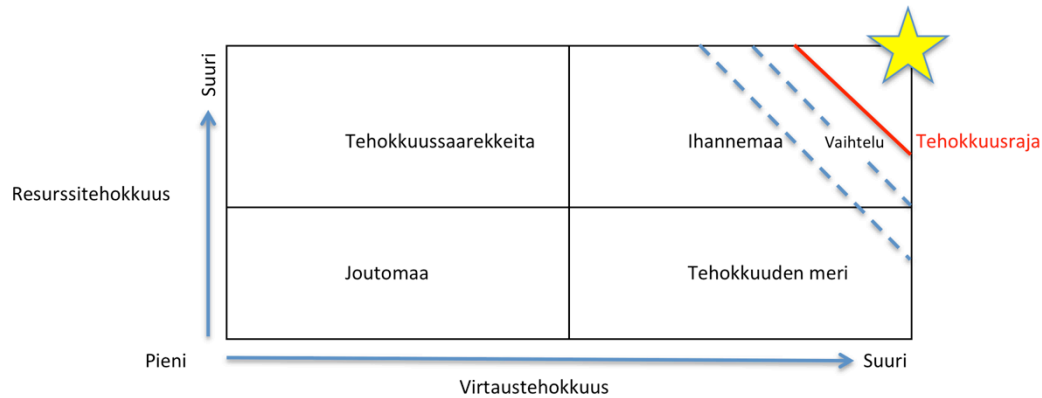 Suuri
Tehokkuussaarekkeita
Ihannemaa
Vaihtelu
Tehokkuusraja
Resurssitehokkuus
Joutomaa
Tehokkuuden meri
Pieni
Suuri
Virtaustehokkuus